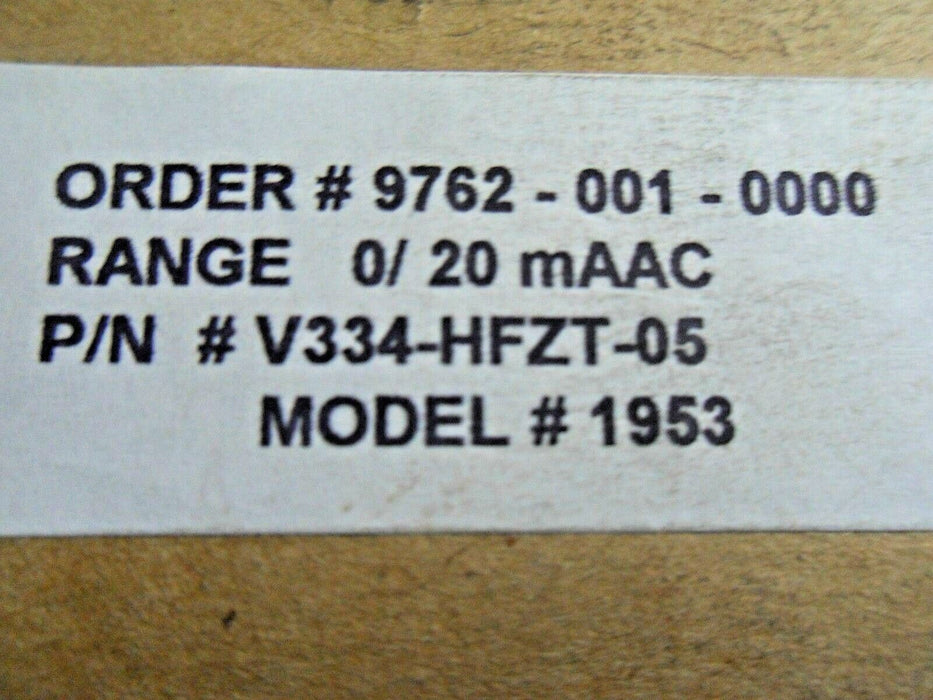 ORDER # 9762 - 001 - 0000
RANGE 0/ 20 mAAC
P/N # V334-HFZT-05
MODEL # 1953